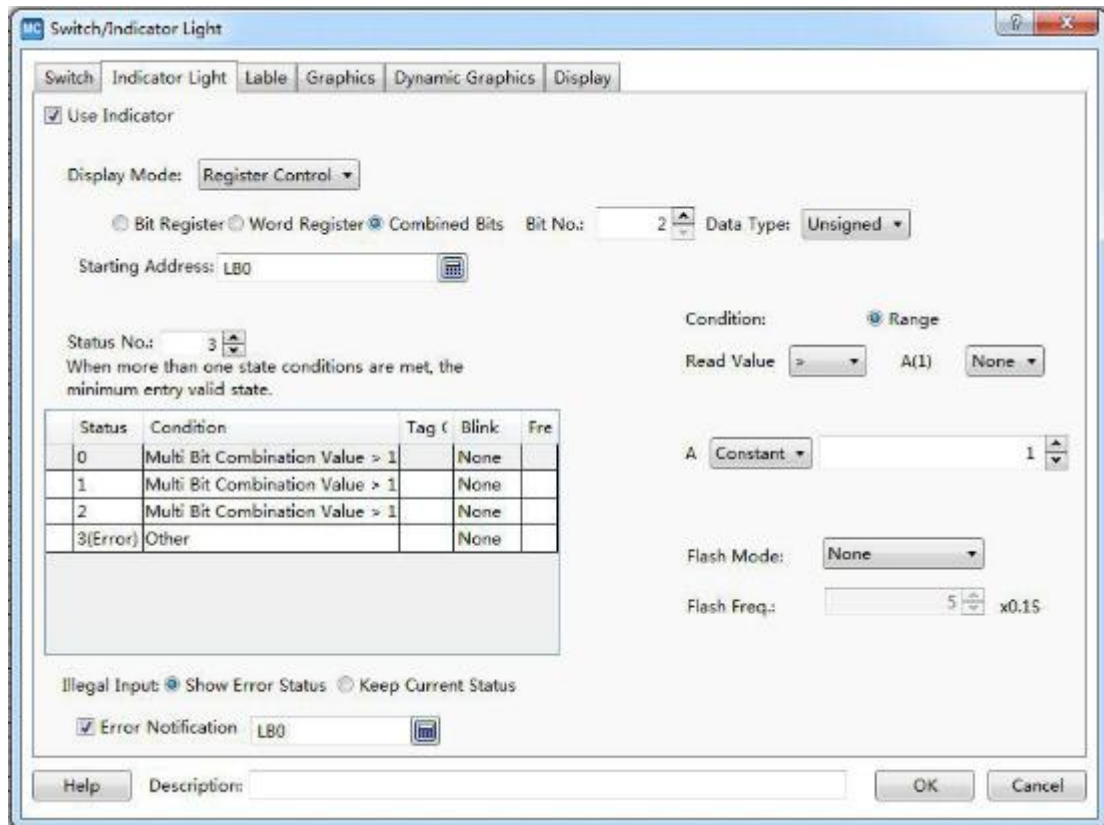 MC Switch/Indicator Light
Switch Indicator Light Lable Graphics Dynamic Graphics Display
Use Indicator
Display Mode: Register Control
Bit Register Word Register Combined Bits Bit No.: 2 Data Type: Unsigned
Starting Address: LB0
Condition: Range
Status No.: 3
Read Value > A(1) None
When more than one state conditions are met, the
minimum entry valid state.
Status Condition Tag ( Blink Fre
0 Multi Bit Combination Value > 1 None
A Constant 1
1 Multi Bit Combination Value > 1 None
2 Multi Bit Combination Value > 1 None
3(Error) Other None
Flash Mode: None
Flash Freq.: 5 x0.1S
Illegal Input: Show Error Status Keep Current Status
Error Notification LB0
Help Description: OK Cancel